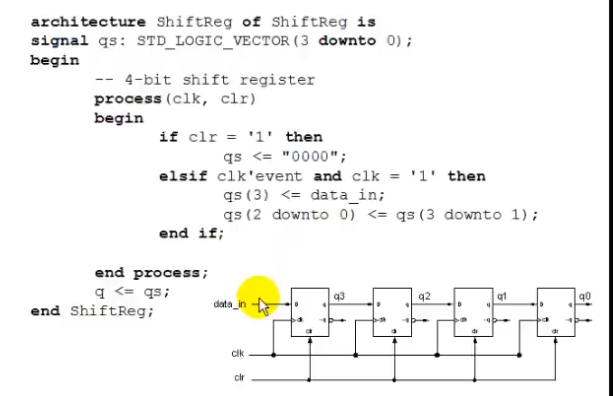 architecture ShiftReg of ShiftReg is
signal qs: STD_LOGIC_VECTOR(3 downto 0);
begin
-- 4-bit shift register
process(clk, clr)
begin
if clr = '1' then
qs <= "0000";
elsif clk'event and clk = '1' then
qs(3) <= data_in;
qs(2 downto 0) <= qs(3 downto 1);
end if;
end process;
q <= qs;
end ShiftReg;
data_in
q3
q2
q1
q0
D
q
D
q
D
q
D
q
clk
~q
clk
~q
clk
~q
clk
~q
clr
clr
clr
clr
clk
clr